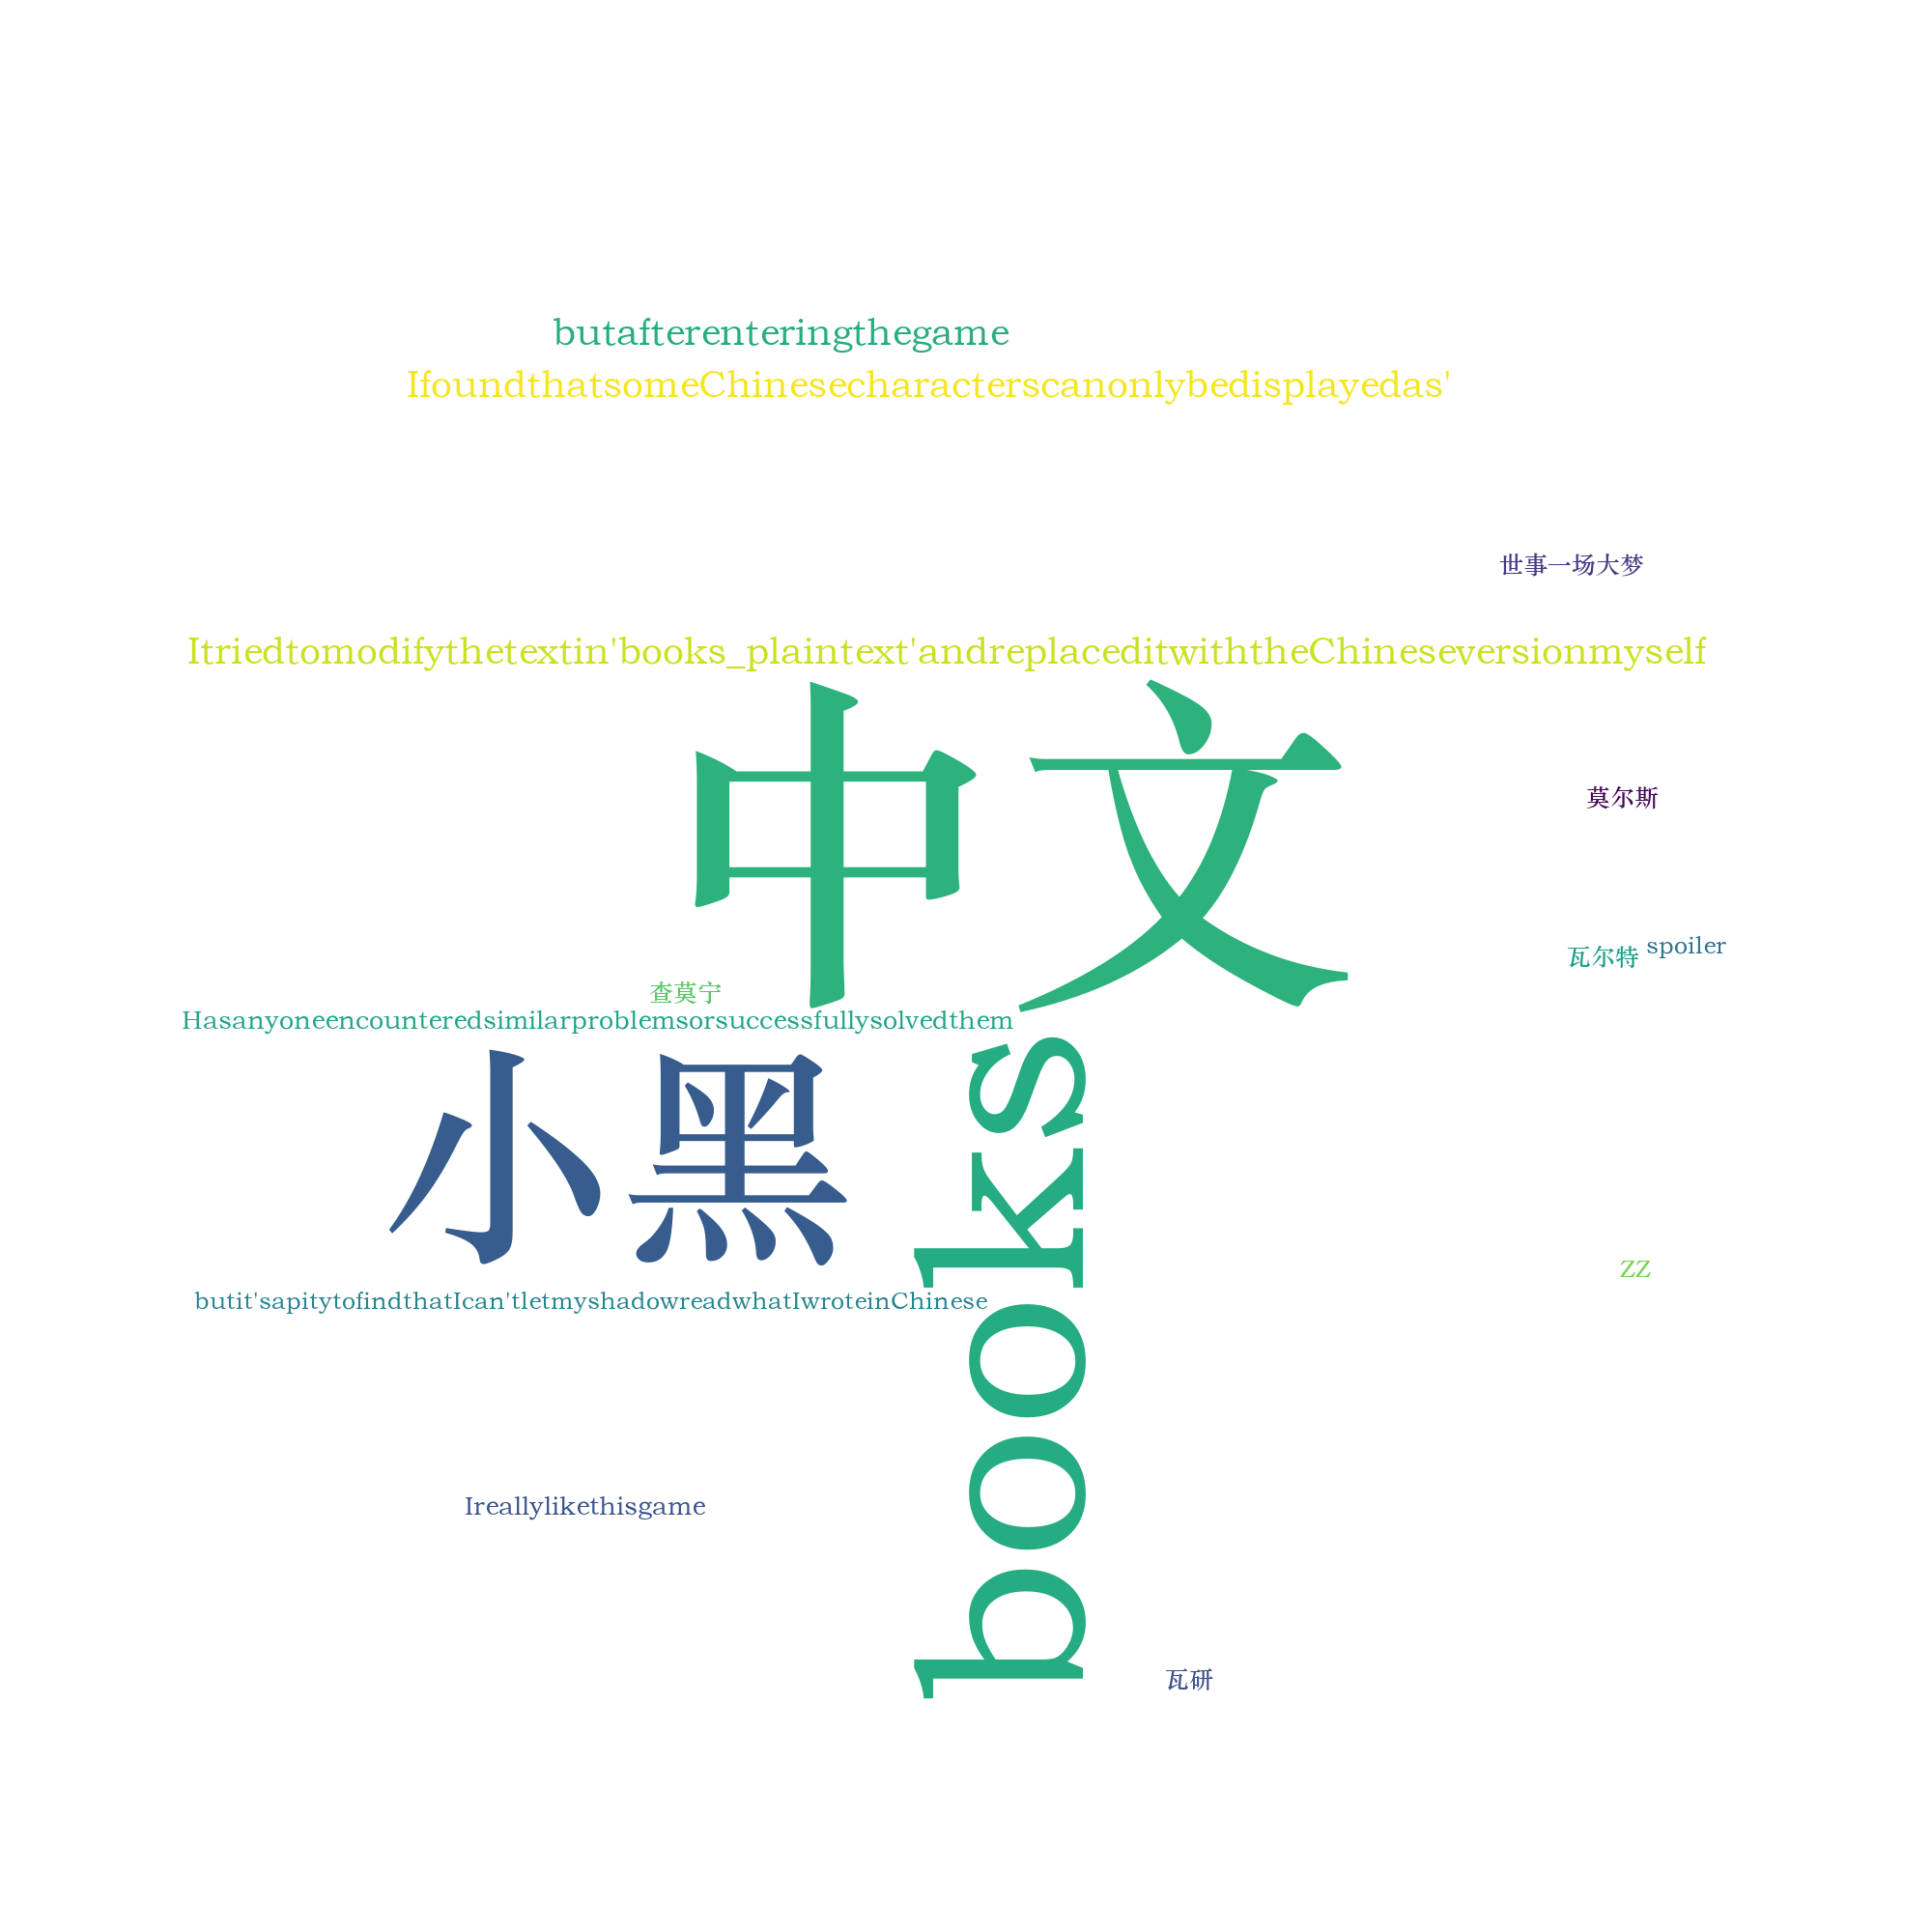 butafterenteringthegame
IfoundthatsomeChinesecharacterscanonlybedisplayedas'
世事一场大梦
Itriedtomodifythetextin'books_plaintext'andreplaceditwiththeChineseversionmyself
中文
莫尔斯
瓦尔特
spoiler
查莫宁
Hasanyoneencounteredsimilarproblemsorsuccessfullysolvedthem
小黑
books
zz
butit'sapitytofindthatIcan'tletmyshadowreadwhatIwroteinChinese
Ireallylikethisgame
瓦研